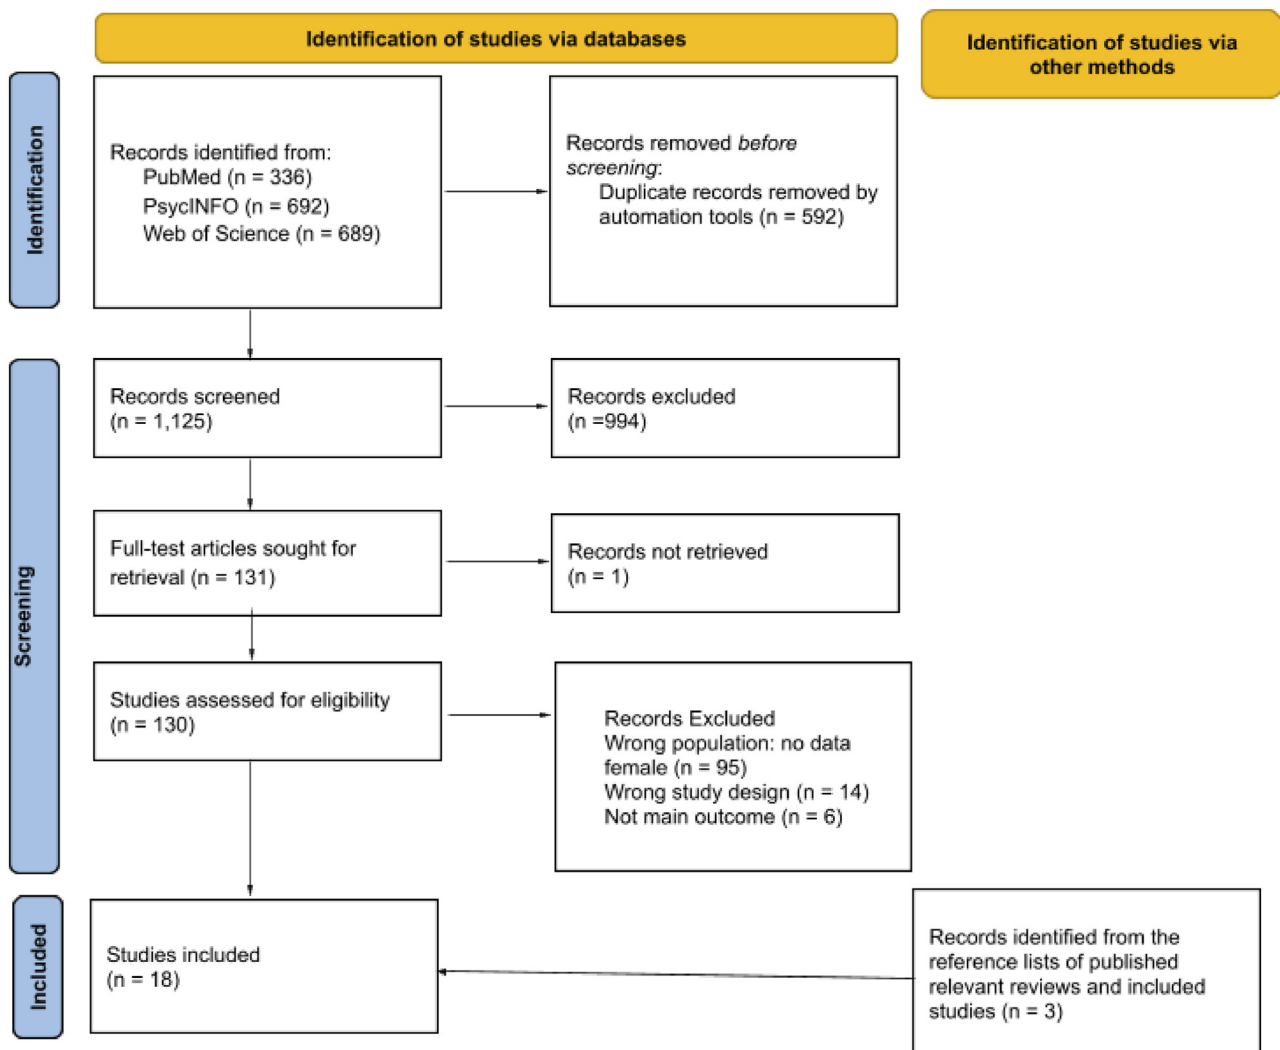 Identification of studies via databases
Identification of studies via
other methods
Identification
Records identified from:
PubMed (n = 336)
PsycINFO (n = 692)
Web of Science (n = 689)
Records removed before
screening:
Duplicate records removed by
automation tools (n = 592)
Screening
Records screened
(n = 1,125)
Records excluded
(n =994)
Full-test articles sought for
retrieval (n = 131)
Records not retrieved
(n = 1)
Studies assessed for eligibility
(n = 130)
Records Excluded
Wrong population: no data
female (n = 95)
Wrong study design (n = 14)
Not main outcome (n = 6)
Included
Studies included
(n = 18)
Records identified from the
reference lists of published
relevant reviews and included
studies (n = 3)